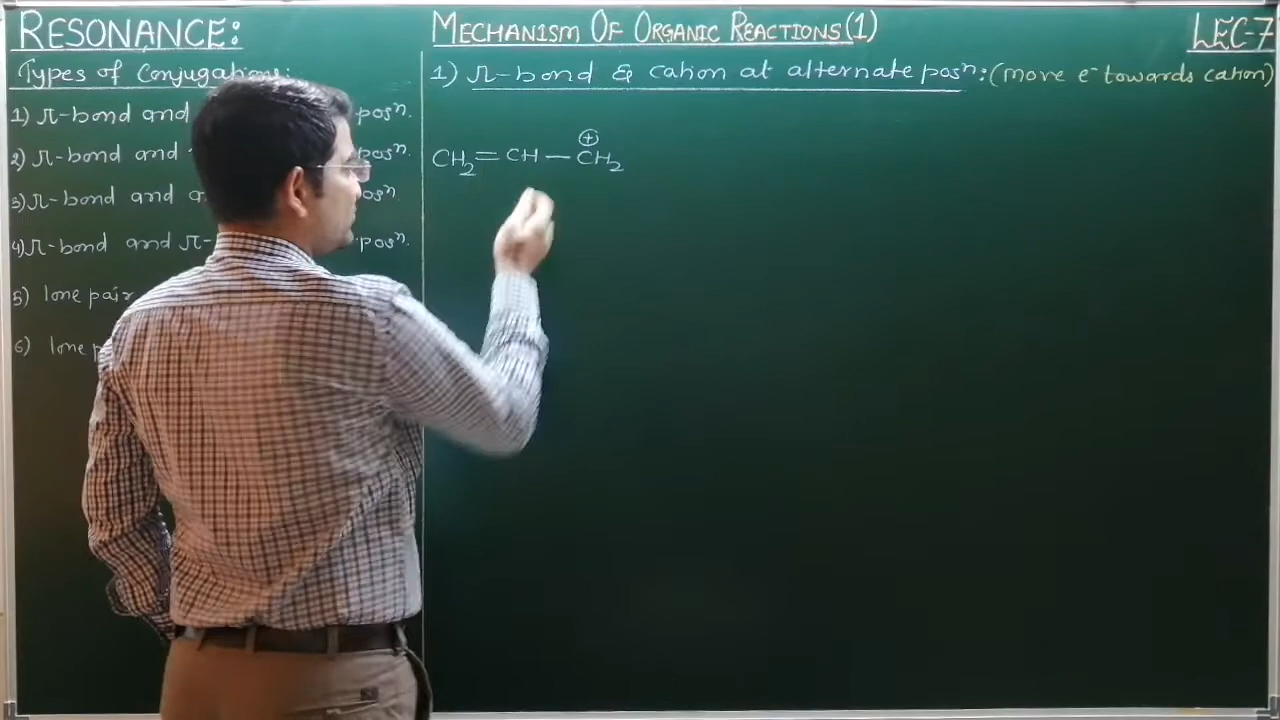 RESONANCE:
Types of Conjugations:
1) π-bond and posⁿ.
2) π-bond and posⁿ.
3) π-bond and posⁿ.
4) π-bond and π- posⁿ.
5) lone pair
6) lone
MECHANISM OF ORGANIC REACTIONS(1)
LEC-7
1) π-bond & cation at alternate posⁿ: (move e⁻ towards cation)
⊕
CH₂=CH—CH₂